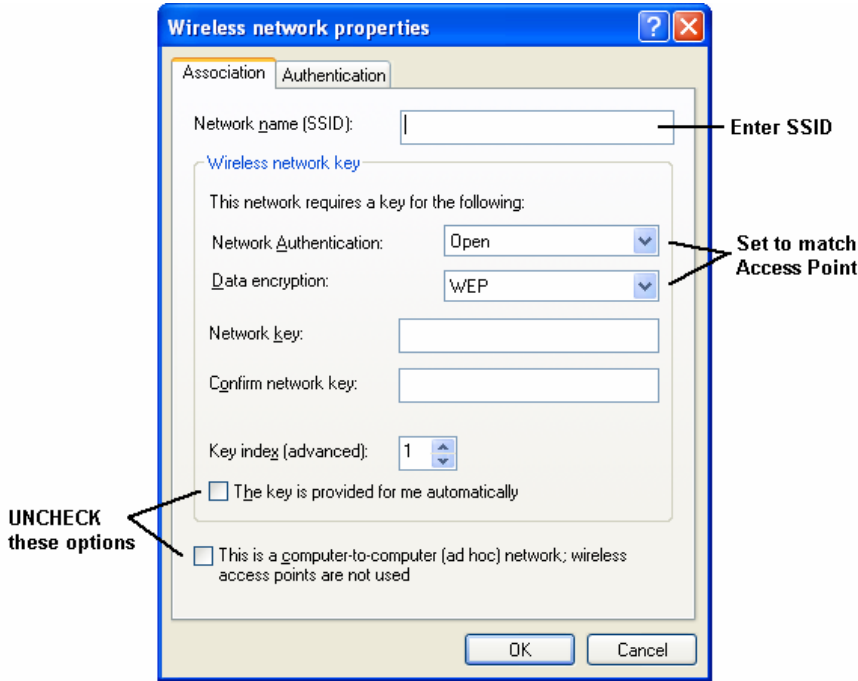 Wireless network properties
Association
Authentication
Network name (SSID):
Enter SSID
Wireless network key
This network requires a key for the following:
Network Authentication:
Open
Set to match
Access Point
Data encryption:
WEP
Network key:
Confirm network key:
Key index (advanced):
1
The key is provided for me automatically
UNCHECK
these options
This is a computer-to-computer (ad hoc) network; wireless
access points are not used
OK
Cancel